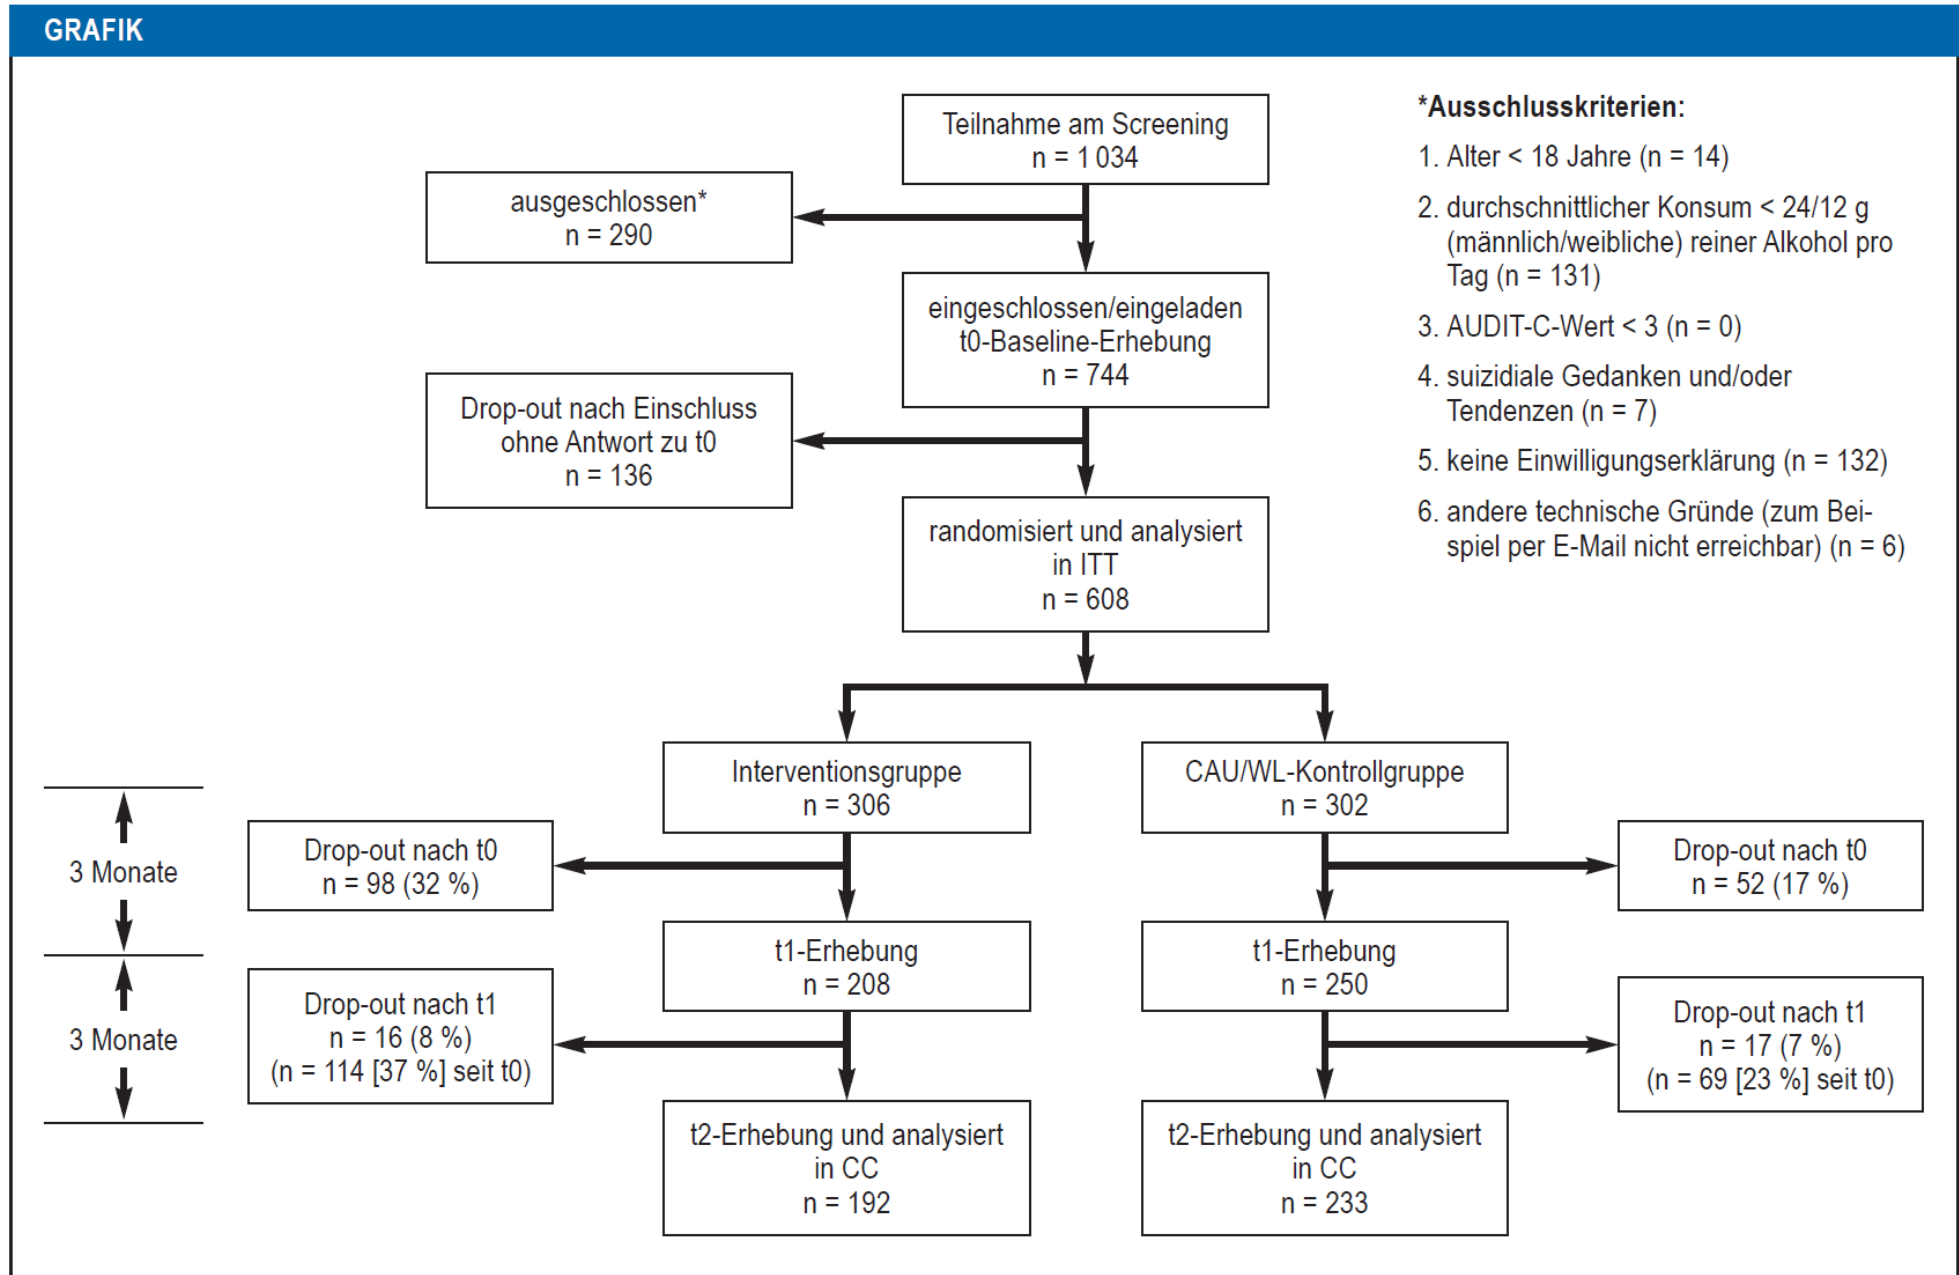 GRAFIK
Teilnahme am Screening
n = 1 034
ausgeschlossen*
n = 290
eingeschlossen/eingeladen
t0-Baseline-Erhebung
n = 744
Drop-out nach Einschluss
ohne Antwort zu t0
n = 136
randomisiert und analysiert
in ITT
n = 608
*Ausschlusskriterien:
1. Alter < 18 Jahre (n = 14)
2. durchschnittlicher Konsum < 24/12 g
(männlich/weibliche) reiner Alkohol pro
Tag (n = 131)
3. AUDIT-C-Wert < 3 (n = 0)
4. suizidiale Gedanken und/oder
Tendenzen (n = 7)
5. keine Einwilligungserklärung (n = 132)
6. andere technische Gründe (zum Bei-
spiel per E-Mail nicht erreichbar) (n = 6)
Interventionsgruppe
n = 306
CAU/WL-Kontrollgruppe
n = 302
3 Monate
Drop-out nach t0
n = 98 (32 %)
Drop-out nach t0
n = 52 (17 %)
t1-Erhebung
n = 208
t1-Erhebung
n = 250
3 Monate
Drop-out nach t1
n = 16 (8 %)
(n = 114 [37 %] seit t0)
Drop-out nach t1
n = 17 (7 %)
(n = 69 [23 %] seit t0)
t2-Erhebung und analysiert
in CC
n = 192
t2-Erhebung und analysiert
in CC
n = 233